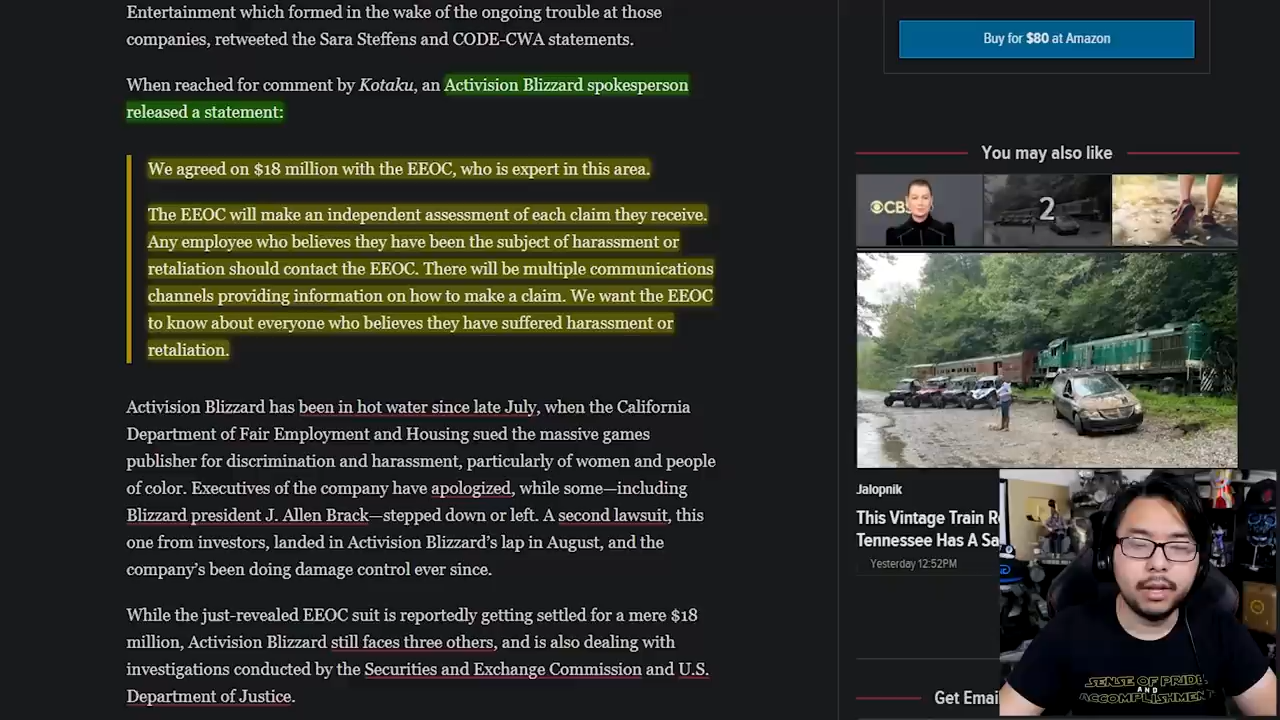 Entertainment which formed in the wake of the ongoing trouble at those
companies, retweeted the Sara Steffens and CODE-CWA statements.
When reached for comment by Kotaku, an Activision Blizzard spokesperson
released a statement:
We agreed on $18 million with the EEOC, who is expert in this area.
The EEOC will make an independent assessment of each claim they receive.
Any employee who believes they have been the subject of harassment or
retaliation should contact the EEOC. There will be multiple communications
channels providing information on how to make a claim. We want the EEOC
to know about everyone who believes they have suffered harassment or
retaliation.
Activision Blizzard has been in hot water since late July, when the California
Department of Fair Employment and Housing sued the massive games
publisher for discrimination and harassment, particularly of women and people
of color. Executives of the company have apologized, while some—including
Blizzard president J. Allen Brack—stepped down or left. A second lawsuit, this
one from investors, landed in Activision Blizzard's lap in August, and the
company's been doing damage control ever since.
While the just-revealed EEOC suit is reportedly getting settled for a mere $18
million, Activision Blizzard still faces three others, and is also dealing with
investigations conducted by the Securities and Exchange Commission and U.S.
Department of Justice.
Buy for $80 at Amazon
You may also like
CBS
2
Jalopnik
This Vintage Train R
Tennessee Has A Sa
Yesterday 12:52PM
Get Emai
SENSE OF PRIDE
AND
ACCOMPLISHMENT